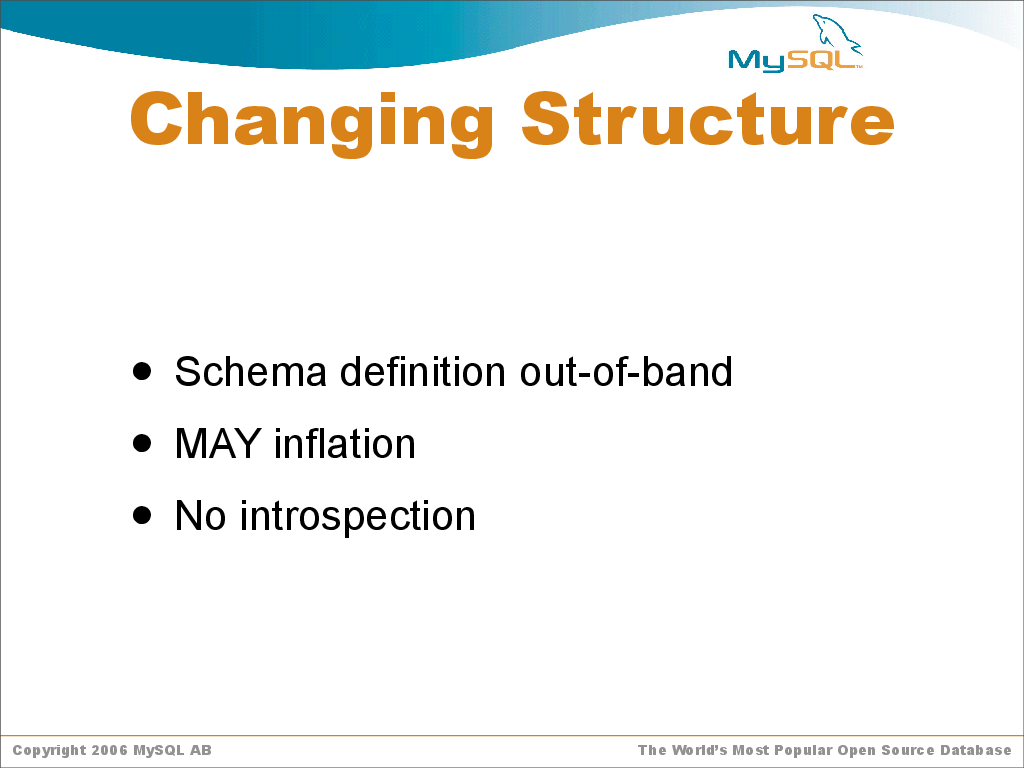 MySQL™
Changing Structure
• Schema definition out-of-band
• MAY inflation
• No introspection
Copyright 2006 MySQL AB
The World's Most Popular Open Source Database